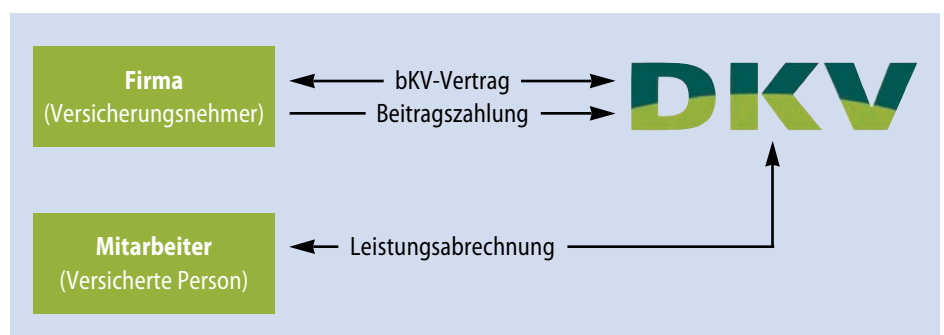 Firma
(Versicherungsnehmer)
bKV-Vertrag
Beitragszahlung
DKV
Mitarbeiter
(Versicherte Person)
Leistungsabrechnung